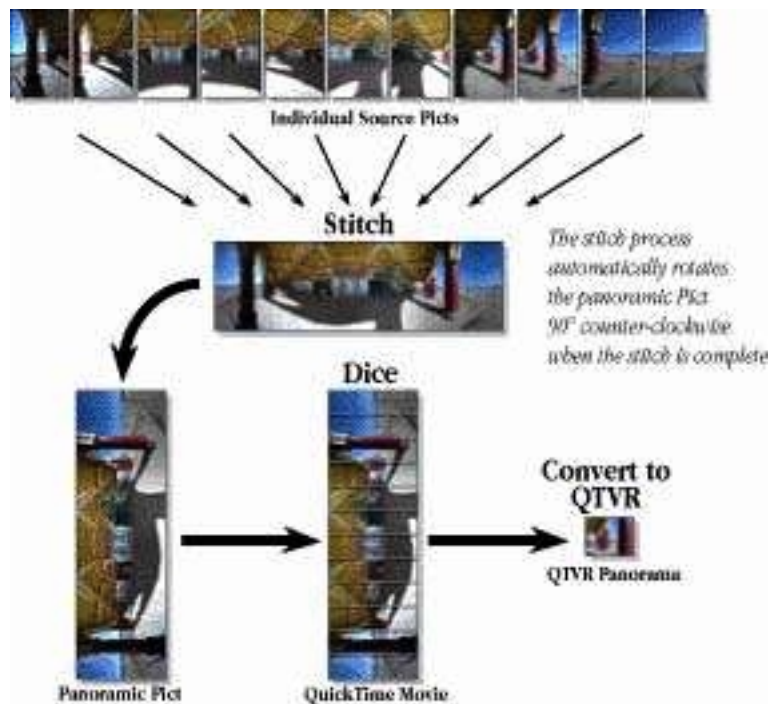 Individual Source Picts
Stitch
The stitch process
automatically rotates
the panoramic Pict
90° counter-clockwise
when the stitch is complete
Dice
Convert to
QTVR
QTVR Panorama
Panoramic Pict
QuickTime Movie